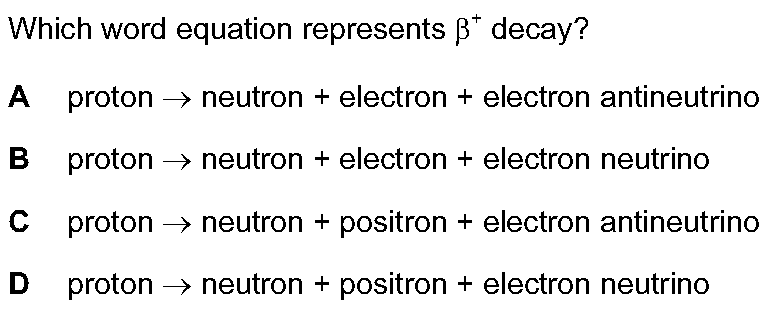 Which word equation represents β⁺ decay?
A proton → neutron + electron + electron antineutrino
B proton → neutron + electron + electron neutrino
C proton → neutron + positron + electron antineutrino
D proton → neutron + positron + electron neutrino